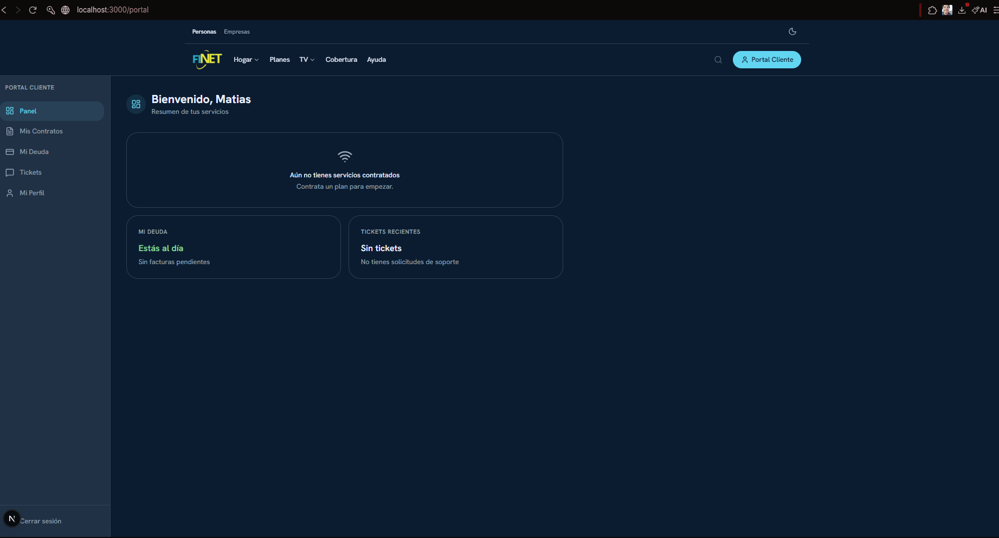 localhost:3000/portal
AI
Personas Empresas
FINET Hogar Planes TV Cobertura Ayuda Portal Cliente
PORTAL CLIENTE
Panel
Mis Contratos
Mi Deuda
Tickets
Mi Perfil
N Cerrar sesión
Bienvenido, Matias
Resumen de tus servicios
Aún no tienes servicios contratados
Contrata un plan para empezar.
MI DEUDA
Estás al día
Sin facturas pendientes
TICKETS RECIENTES
Sin tickets
No tienes solicitudes de soporte